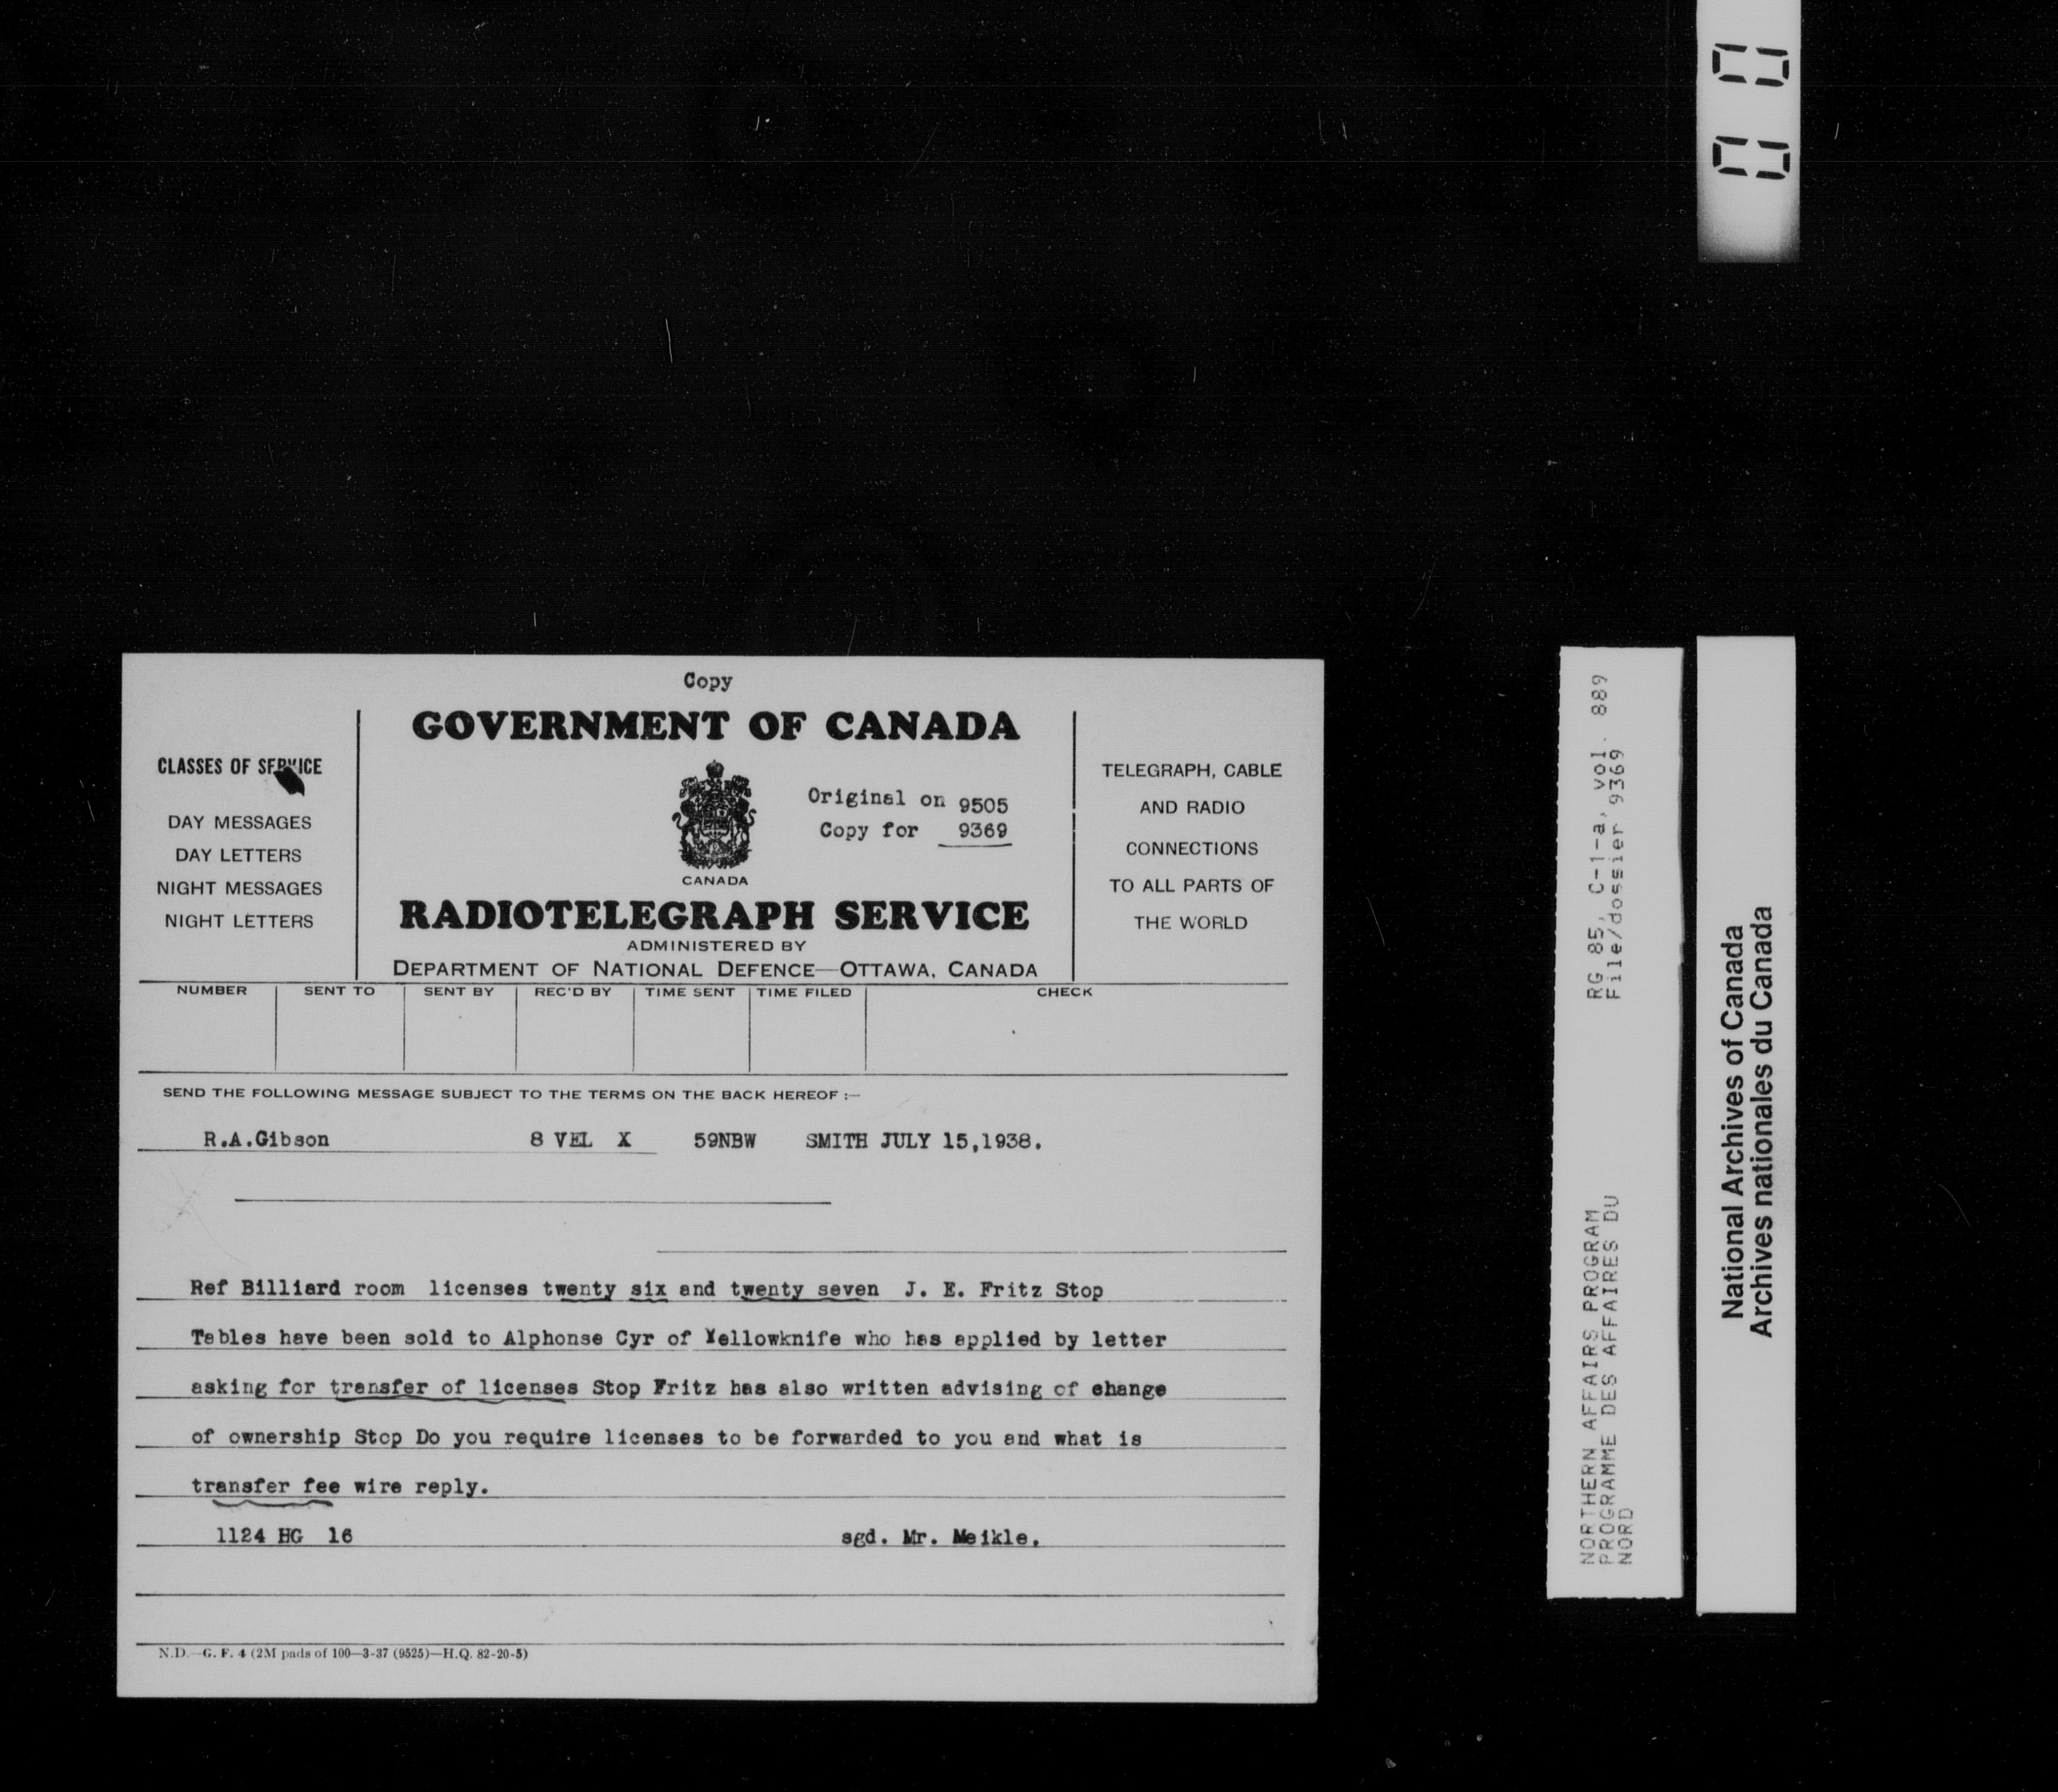 Copy
GOVERNMENT OF CANADA
CLASSES OF SERVICE
DAY MESSAGES
DAY LETTERS
NIGHT MESSAGES
NIGHT LETTERS
Original on 9505
Copy for 9369
CANADA
RADIOTELEGRAPH SERVICE
ADMINISTERED BY
DEPARTMENT OF NATIONAL DEFENCE—OTTAWA, CANADA
TELEGRAPH, CABLE
AND RADIO
CONNECTIONS
TO ALL PARTS OF
THE WORLD
NUMBER SENT TO SENT BY REC'D BY TIME SENT TIME FILED CHECK
SEND THE FOLLOWING MESSAGE SUBJECT TO THE TERMS ON THE BACK HEREOF :—
R.A.Gibson 8 VEL X 59NBW SMITH JULY 15,1938.
Ref Billiard room licenses twenty six and twenty seven J. E. Fritz Stop
Tables have been sold to Alphonse Cyr of Yellowknife who has applied by letter
asking for transfer of licenses Stop Fritz has also written advising of change
of ownership Stop Do you require licenses to be forwarded to you and what is
transfer fee wire reply.
1124 HG 16 sgd. Mr. Meikle.
N.D.—G. F. 4 (2M pads of 100—3-37 (9525)—H.Q. 82-20-5)
RG 85, C-1-a, vol. 889
File/dossier 9369
NORTHERN AFFAIRS PROGRAM
PROGRAMME DES AFFAIRES DU
NORD
National Archives of Canada
Archives nationales du Canada